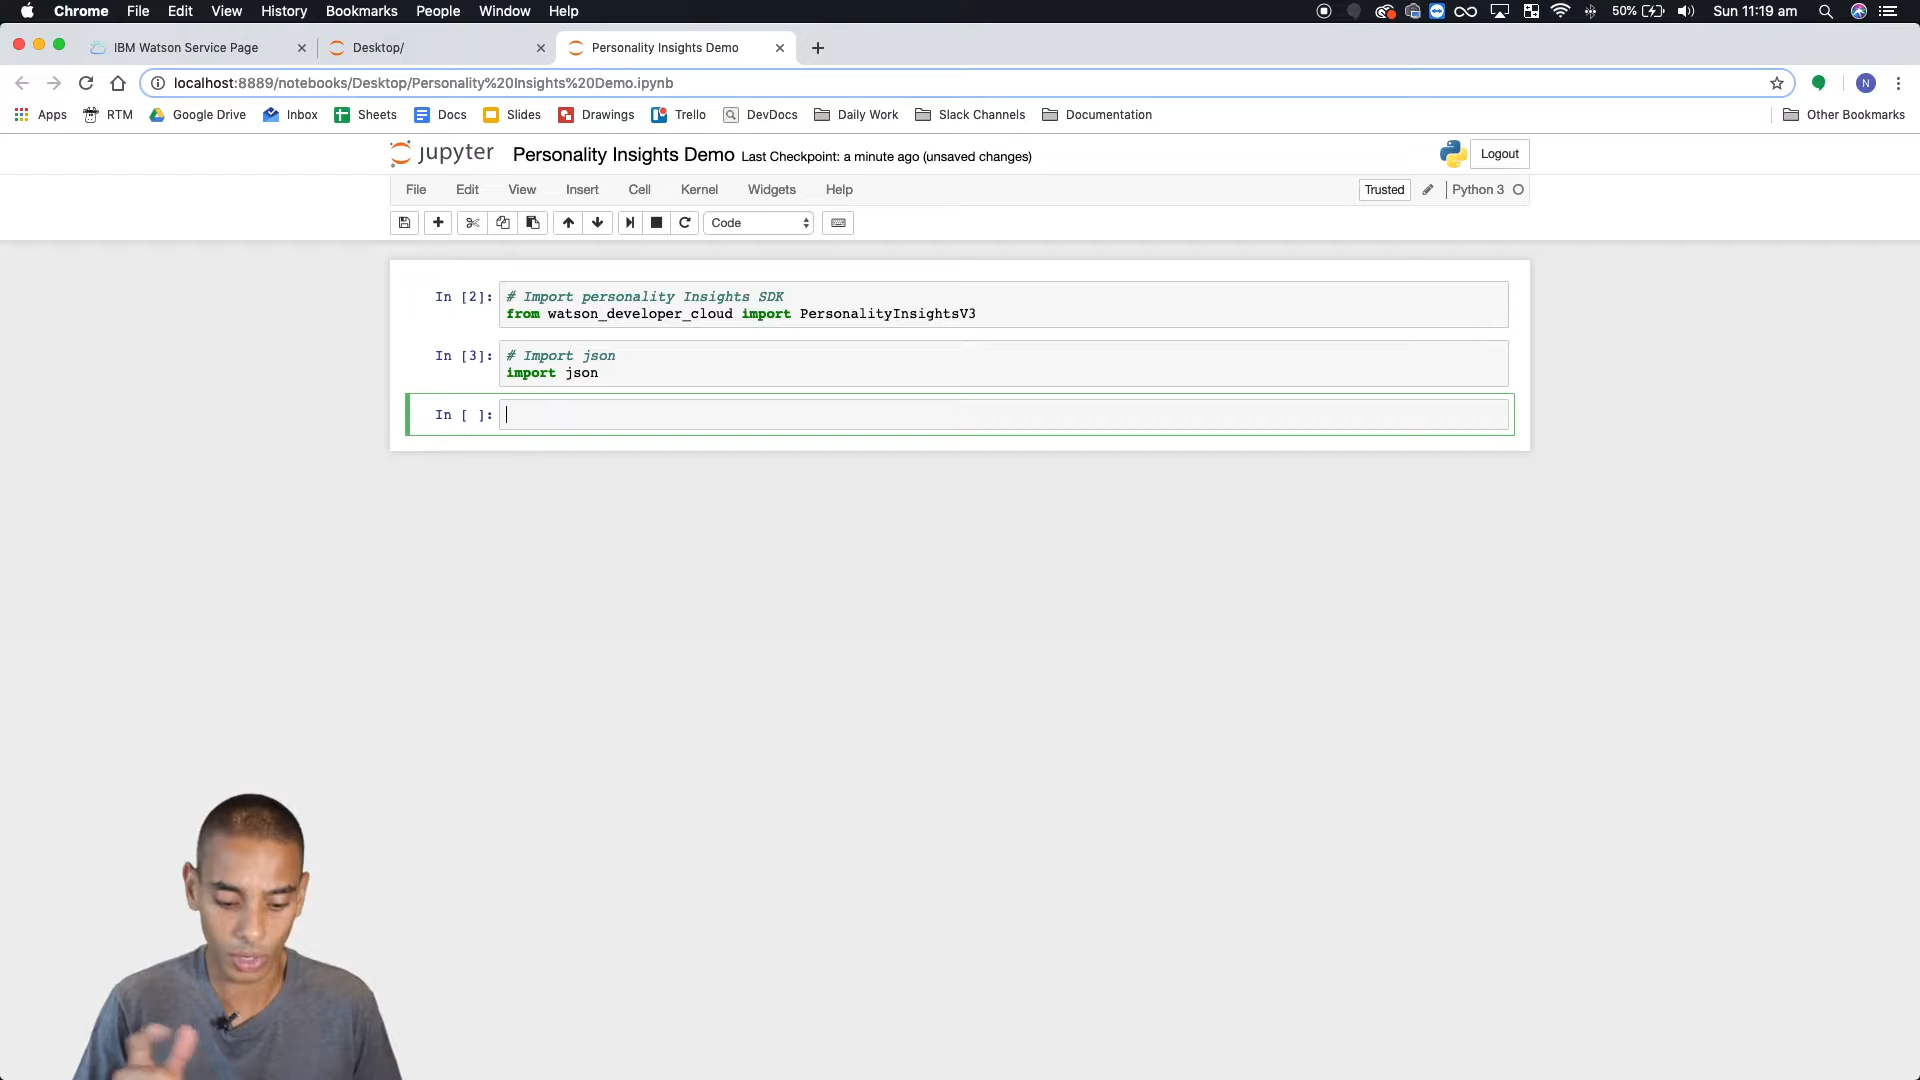 Chrome File Edit View History Bookmarks People Window Help 50% Sun 11:19 am
IBM Watson Service Page Desktop/ Personality Insights Demo
localhost:8889/notebooks/Desktop/Personality%20Insights%20Demo.ipynb N
Apps RTM Google Drive Inbox Sheets Docs Slides Drawings Trello DevDocs Daily Work Slack Channels Documentation Other Bookmarks
jupyter Personality Insights Demo Last Checkpoint: a minute ago (unsaved changes) Logout
File Edit View Insert Cell Kernel Widgets Help Trusted Python 3
Code
In [2]: # Import personality Insights SDK
from watson_developer_cloud import PersonalityInsightsV3
In [3]: # Import json
import json
In [ ]: